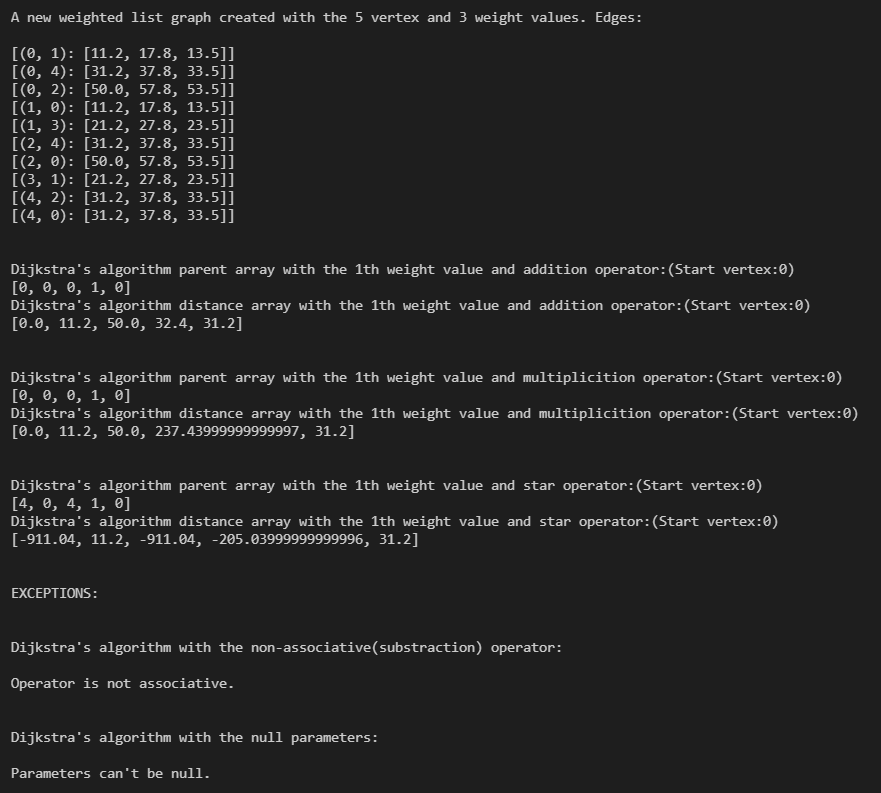 A new weighted list graph created with the 5 vertex and 3 weight values. Edges:
[(0, 1): [11.2, 17.8, 13.5]]
[(0, 4): [31.2, 37.8, 33.5]]
[(0, 2): [50.0, 57.8, 53.5]]
[(1, 0): [11.2, 17.8, 13.5]]
[(1, 3): [21.2, 27.8, 23.5]]
[(2, 4): [31.2, 37.8, 33.5]]
[(2, 0): [50.0, 57.8, 53.5]]
[(3, 1): [21.2, 27.8, 23.5]]
[(4, 2): [31.2, 37.8, 33.5]]
[(4, 0): [31.2, 37.8, 33.5]]
Dijkstra's algorithm parent array with the 1th weight value and addition operator:(Start vertex:0)
[0, 0, 0, 1, 0]
Dijkstra's algorithm distance array with the 1th weight value and addition operator:(Start vertex:0)
[0.0, 11.2, 50.0, 32.4, 31.2]
Dijkstra's algorithm parent array with the 1th weight value and multiplicition operator:(Start vertex:0)
[0, 0, 0, 1, 0]
Dijkstra's algorithm distance array with the 1th weight value and multiplicition operator:(Start vertex:0)
[0.0, 11.2, 50.0, 237.43999999999997, 31.2]
Dijkstra's algorithm parent array with the 1th weight value and star operator:(Start vertex:0)
[4, 0, 4, 1, 0]
Dijkstra's algorithm distance array with the 1th weight value and star operator:(Start vertex:0)
[-911.04, 11.2, -911.04, -205.03999999999996, 31.2]
EXCEPTIONS:
Dijkstra's algorithm with the non-associative(substraction) operator:
Operator is not associative.
Dijkstra's algorithm with the null parameters:
Parameters can't be null.